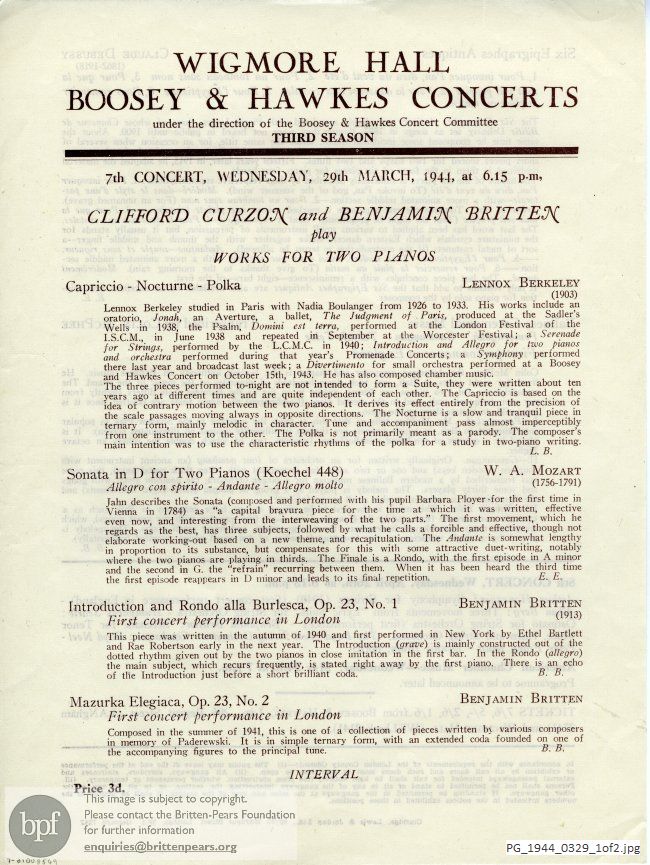 WIGMORE HALL
BOOSEY & HAWKES CONCERTS
under the direction of the Boosey & Hawkes Concert Committee
THIRD SEASON
7th CONCERT, WEDNESDAY, 29th MARCH, 1944, at 6.15 p-m,
CLIFFORD CURZON and BENJAMIN BRITTEN
play
WORKS FOR TWO PIANOS
Capriccio - Nocturne - Polka LENNOX BERKELEY
(1903)
Lennox Berkeley studied in Paris with Nadia Boulanger from 1926 to 1933. His works include an
oratorio, Jonah, an Averture, a ballet, The Judgment of Paris, produced at the Sadler's
Wells in 1938, the Psalm, Domini est terra, performed at the London Festival of the
I.S.C.M., in June 1938 and repeated in September at the Worcester Festival; a Serenade
for Strings, performed by the L.C.M.C. in 1940; Introduction and Allegro for two pianos
and orchestra performed during that year's Promenade Concerts; Symphony performed
there last year and broadcast last week; a Divertimento for small orchestra performed at a Boosey
and Hawkes Concert on October 15th, 1943. He has also composed chamber music.
The three pieces performed to-night are not intended to form a Suite, they were written about ten
years ago at different times and are quite independent of each other. The Capriccio is based on the
idea of contrary motion between the two pianos. It derives its effect entirely from the precision of
the scale passages moving always in opposite directions. The Nocturne is a slow and tranquil piece in
ternary form, mainly melodic in character. Tune and accompaniment pass almost imperceptibly
from one instrument to the other. The Polka is not primarily meant as a parody. The composer's
main intention was to use the characteristic rhythms of the polka for a study in two-piano writing.
L. B.
Sonata in D for Two Pianos (Koechel 448) W. A. MOZART
Allegro con spirito - Andante - Allegro molto (1756-1791)
Jahn describes the Sonata (composed and performed with his pupil Barbara Ployer for the first time in
Vienna in 1784) as "a capital bravura piece for the time at which it was written, effective
even now, and interesting from the interweaving of the two parts." The first movement, which he
regards as the best, has three subjects, followed by what he calls a forcible and effective, though not
elaborate working-out based on a new theme, and recapitulation. The Andante is somewhat lengthy
in proportion to its substance, but compensates for this with some attractive duet-writing, notably
where the two pianos are playing in thirds. The Finale is a Rondo, with the first episode in A minor
and the second in G. the "refrain" recurring between them. When it has been heard the third time
the first episode reappears in D minor and leads to its final repetition. E. E.
Introduction and Rondo alla Burlesca, Op. 23, No. 1 BENJAMIN BRITTEN
First concert performance in London (1913)
This piece was written in the autumn of 1940 and first performed in New York by Ethel Bartlett
and Rae Robertson early in the next year. The Introduction (grave) is mainly constructed out of the
dotted rhythm given out by the two pianos in close imitation in the first bar. In the Rondo (allegro)
the main subject, which recurs frequently, is stated right away by the first piano. There is an echo
of the Introduction just before a short brilliant coda. B. B.
Mazurka Elegiaca, Op. 23, No. 2 BENJAMIN BRITTEN
First concert performance in London
Composed in the summer of 1941, this is one of a collection of pieces written by various composers
in memory of Paderewski. It is in simple ternary form, with an extended coda founded on one of
the accompanying figures to the principal tune. B. B.
INTERVAL
Price 3d.
bpf
This image is subject to copyright.
Please contact the Britten-Pears Foundation
for further information
enquiries@brittenpears.org
PG_1944_0329_1of2.jpg